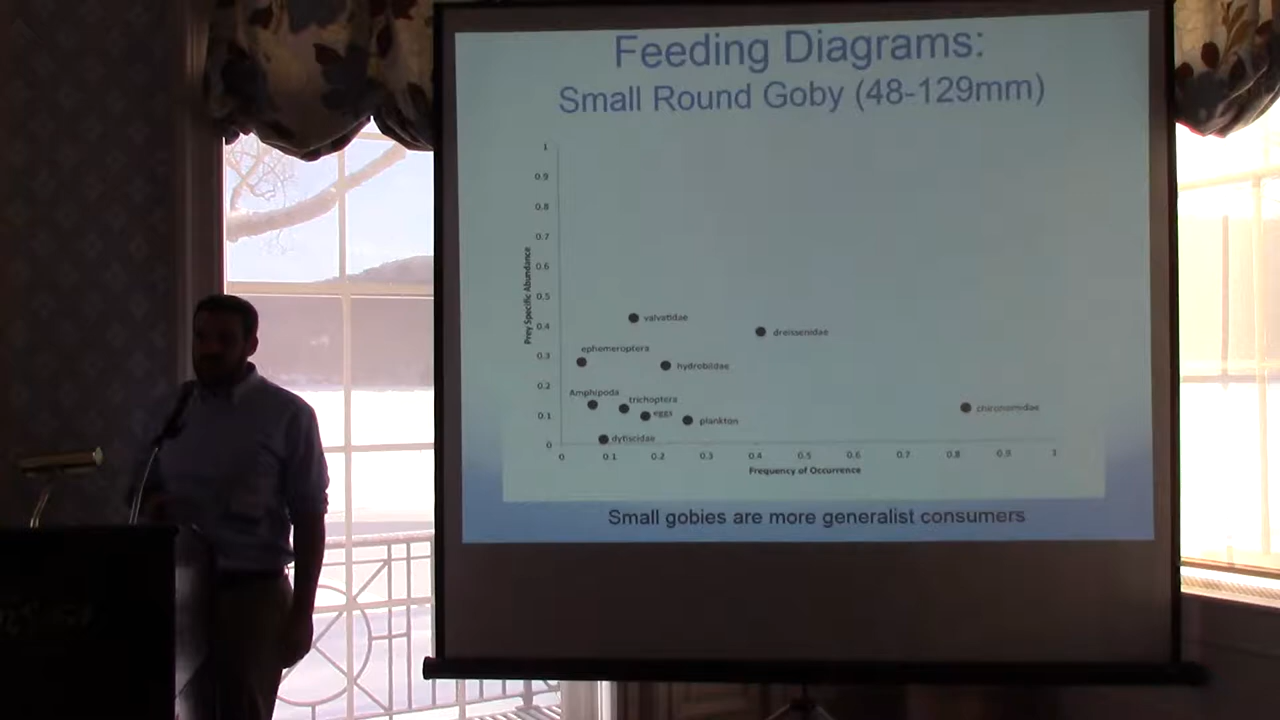 Feeding Diagrams:
Small Round Goby (48-129mm)
1
0.9
0.8
0.7
0.6
0.5
0.4
0.3
0.2
0.1
0
Prey Specific Abundance
valvatidae
dreissenidae
ephemeroptera
hydrobiidae
Amphipoda
trichoptera
eggs
plankton
chironomidae
dytiscidae
0 0.1 0.2 0.3 0.4 0.5 0.6 0.7 0.8 0.9 1
Frequency of Occurrence
Small gobies are more generalist consumers